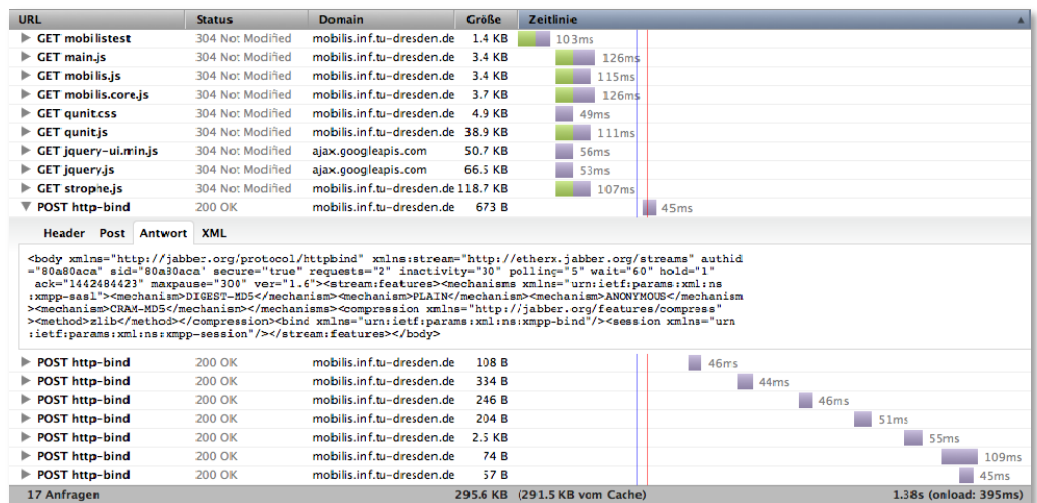 URL Status Domain Größe Zeitlinie
GET mobilistest 304 Not Modified mobilis.inf.tu-dresden.de 1.4 KB 103ms
GET main.js 304 Not Modified mobilis.inf.tu-dresden.de 3.4 KB 126ms
GET mobilis.js 304 Not Modified mobilis.inf.tu-dresden.de 3.4 KB 115ms
GET mobilis.core.js 304 Not Modified mobilis.inf.tu-dresden.de 3.7 KB 126ms
GET qunit.css 304 Not Modified mobilis.inf.tu-dresden.de 4.9 KB 49ms
GET qunit.js 304 Not Modified mobilis.inf.tu-dresden.de 38.9 KB 111ms
GET jquery-ui.min.js 304 Not Modified ajax.googleapis.com 50.7 KB 56ms
GET jquery.js 304 Not Modified ajax.googleapis.com 66.5 KB 53ms
GET strophe.js 304 Not Modified mobilis.inf.tu-dresden.de 118.7 KB 107ms
POST http-bind 200 OK mobilis.inf.tu-dresden.de 673 B 45ms
Header Post Antwort XML
<body xmlns="http://jabber.org/protocol/httpbind" xmlns:stream="http://etherx.jabber.org/streams" authid
="80a80aca" sid="80a80aca" secure="true" requests="2" inactivity="30" polling="5" wait="60" hold="1"
ack="1442484423" maxpause="300" ver="1.6"><stream:features><mechanisms xmlns="urn:ietf:params:xml:ns
:xmpp-sasl"><mechanism>DIGEST-MD5</mechanism><mechanism>PLAIN</mechanism><mechanism>ANONYMOUS</mechanism
><mechanism>CRAM-MD5</mechanism></mechanisms><compression xmlns="http://jabber.org/features/compress"
><method>zlib</method></compression><bind xmlns="urn:ietf:params:xml:ns:xmpp-bind"/><session xmlns="urn
:ietf:params:xml:ns:xmpp-session"/></stream:features></body>
POST http-bind 200 OK mobilis.inf.tu-dresden.de 108 B 46ms
POST http-bind 200 OK mobilis.inf.tu-dresden.de 334 B 44ms
POST http-bind 200 OK mobilis.inf.tu-dresden.de 246 B 46ms
POST http-bind 200 OK mobilis.inf.tu-dresden.de 204 B 51ms
POST http-bind 200 OK mobilis.inf.tu-dresden.de 2.5 KB 55ms
POST http-bind 200 OK mobilis.inf.tu-dresden.de 74 B 109ms
POST http-bind 200 OK mobilis.inf.tu-dresden.de 57 B 45ms
17 Anfragen 295.6 KB (291.5 KB vom Cache) 1.38s (onload: 395ms)